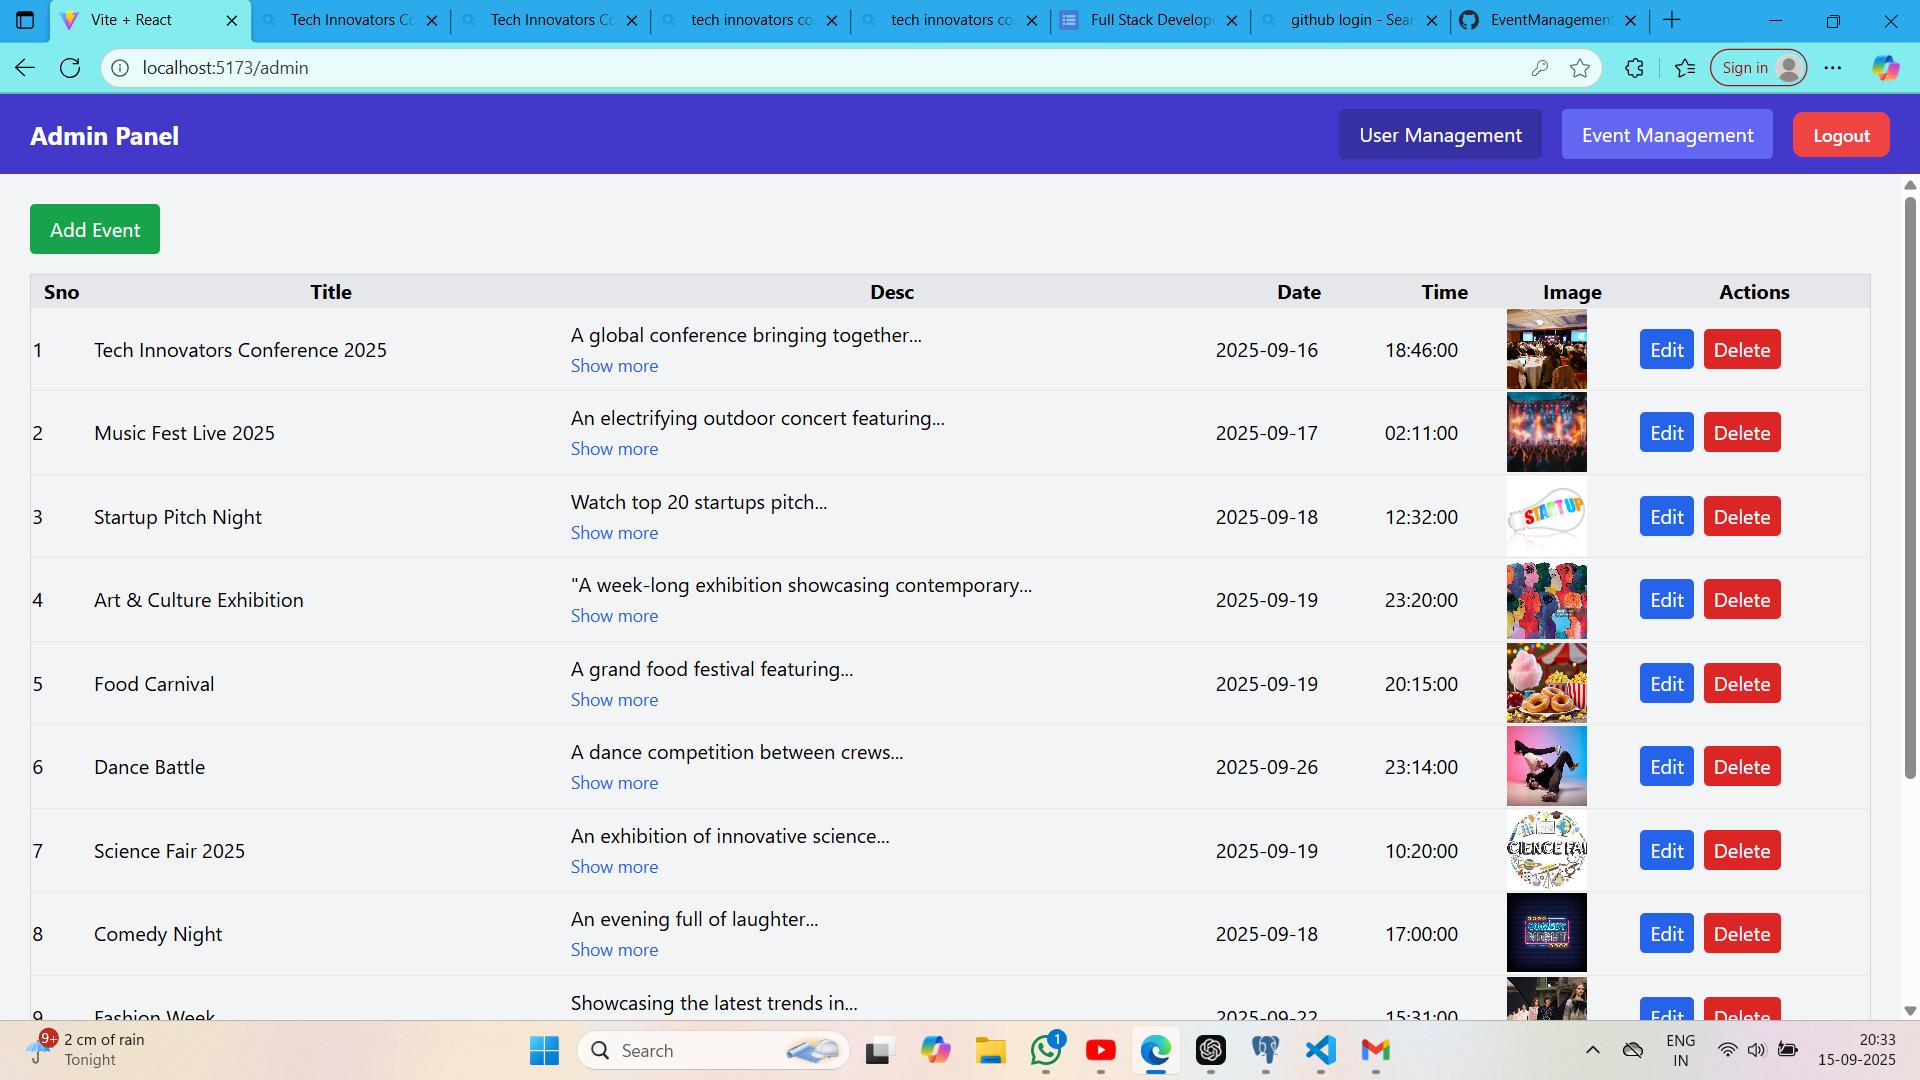 Vite + React
Tech Innovators Co
Tech Innovators Co
tech innovators co
tech innovators co
Full Stack Develop
github login - Sear
EventManagement
localhost:5173/admin
Sign in
Admin Panel
User Management
Event Management
Logout
Add Event
Sno Title Desc Date Time Image Actions
1 Tech Innovators Conference 2025 A global conference bringing together... 2025-09-16 18:46:00 Edit Delete
Show more
2 Music Fest Live 2025 An electrifying outdoor concert featuring... 2025-09-17 02:11:00 Edit Delete
Show more
3 Startup Pitch Night Watch top 20 startups pitch... 2025-09-18 12:32:00 START UP Edit Delete
Show more
4 Art & Culture Exhibition "A week-long exhibition showcasing contemporary... 2025-09-19 23:20:00 Edit Delete
Show more
5 Food Carnival A grand food festival featuring... 2025-09-19 20:15:00 Edit Delete
Show more
6 Dance Battle A dance competition between crews... 2025-09-26 23:14:00 Edit Delete
Show more
7 Science Fair 2025 An exhibition of innovative science... 2025-09-19 10:20:00 CIENCE FAI Edit Delete
Show more
8 Comedy Night An evening full of laughter... 2025-09-18 17:00:00 COMEDY NIGHT Edit Delete
Show more
9 Fashion Week Showcasing the latest trends in... 2025-09-22 15:31:00 Edit Delete
9+
2 cm of rain
Tonight
Search
1
ENG
IN
20:33
15-09-2025